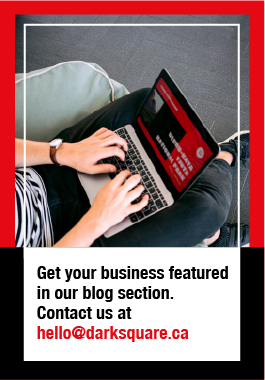 Get your business featured
in our blog section.
Contact us at
hello@darksquare.ca